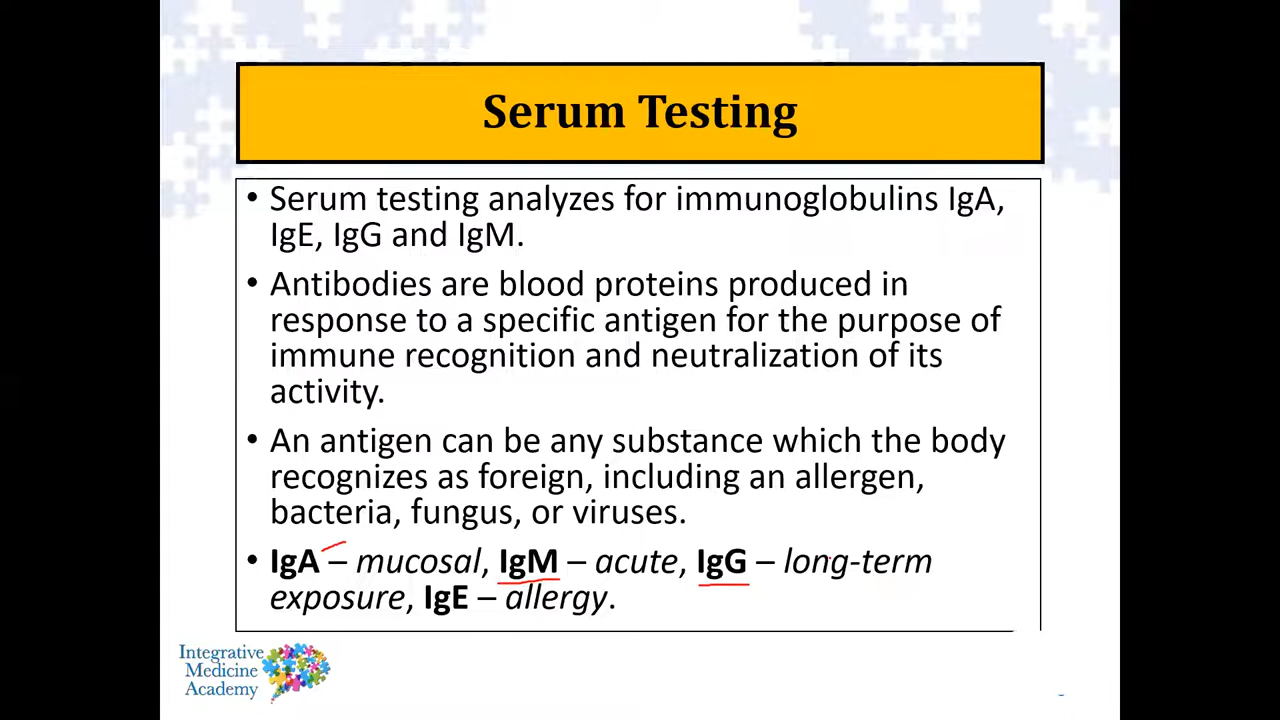 Serum Testing
• Serum testing analyzes for immunoglobulins IgA,
IgE, IgG and IgM.
• Antibodies are blood proteins produced in
response to a specific antigen for the purpose of
immune recognition and neutralization of its
activity.
• An antigen can be any substance which the body
recognizes as foreign, including an allergen,
bacteria, fungus, or viruses.
• IgA – mucosal, IgM – acute, IgG – long-term
exposure, IgE – allergy.
Integrative
Medicine
Academy